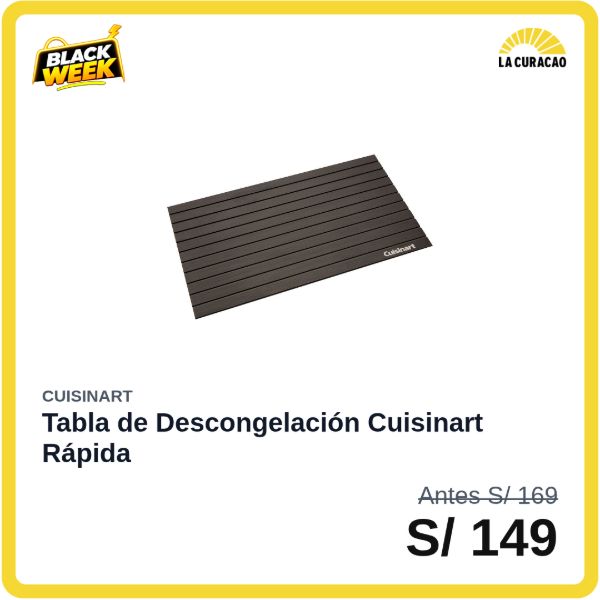 BLACK
WEEK
LA CURACAO
Cuisinart
CUISINART
Tabla de Descongelación Cuisinart
Rápida
Antes S/ 169
S/ 149